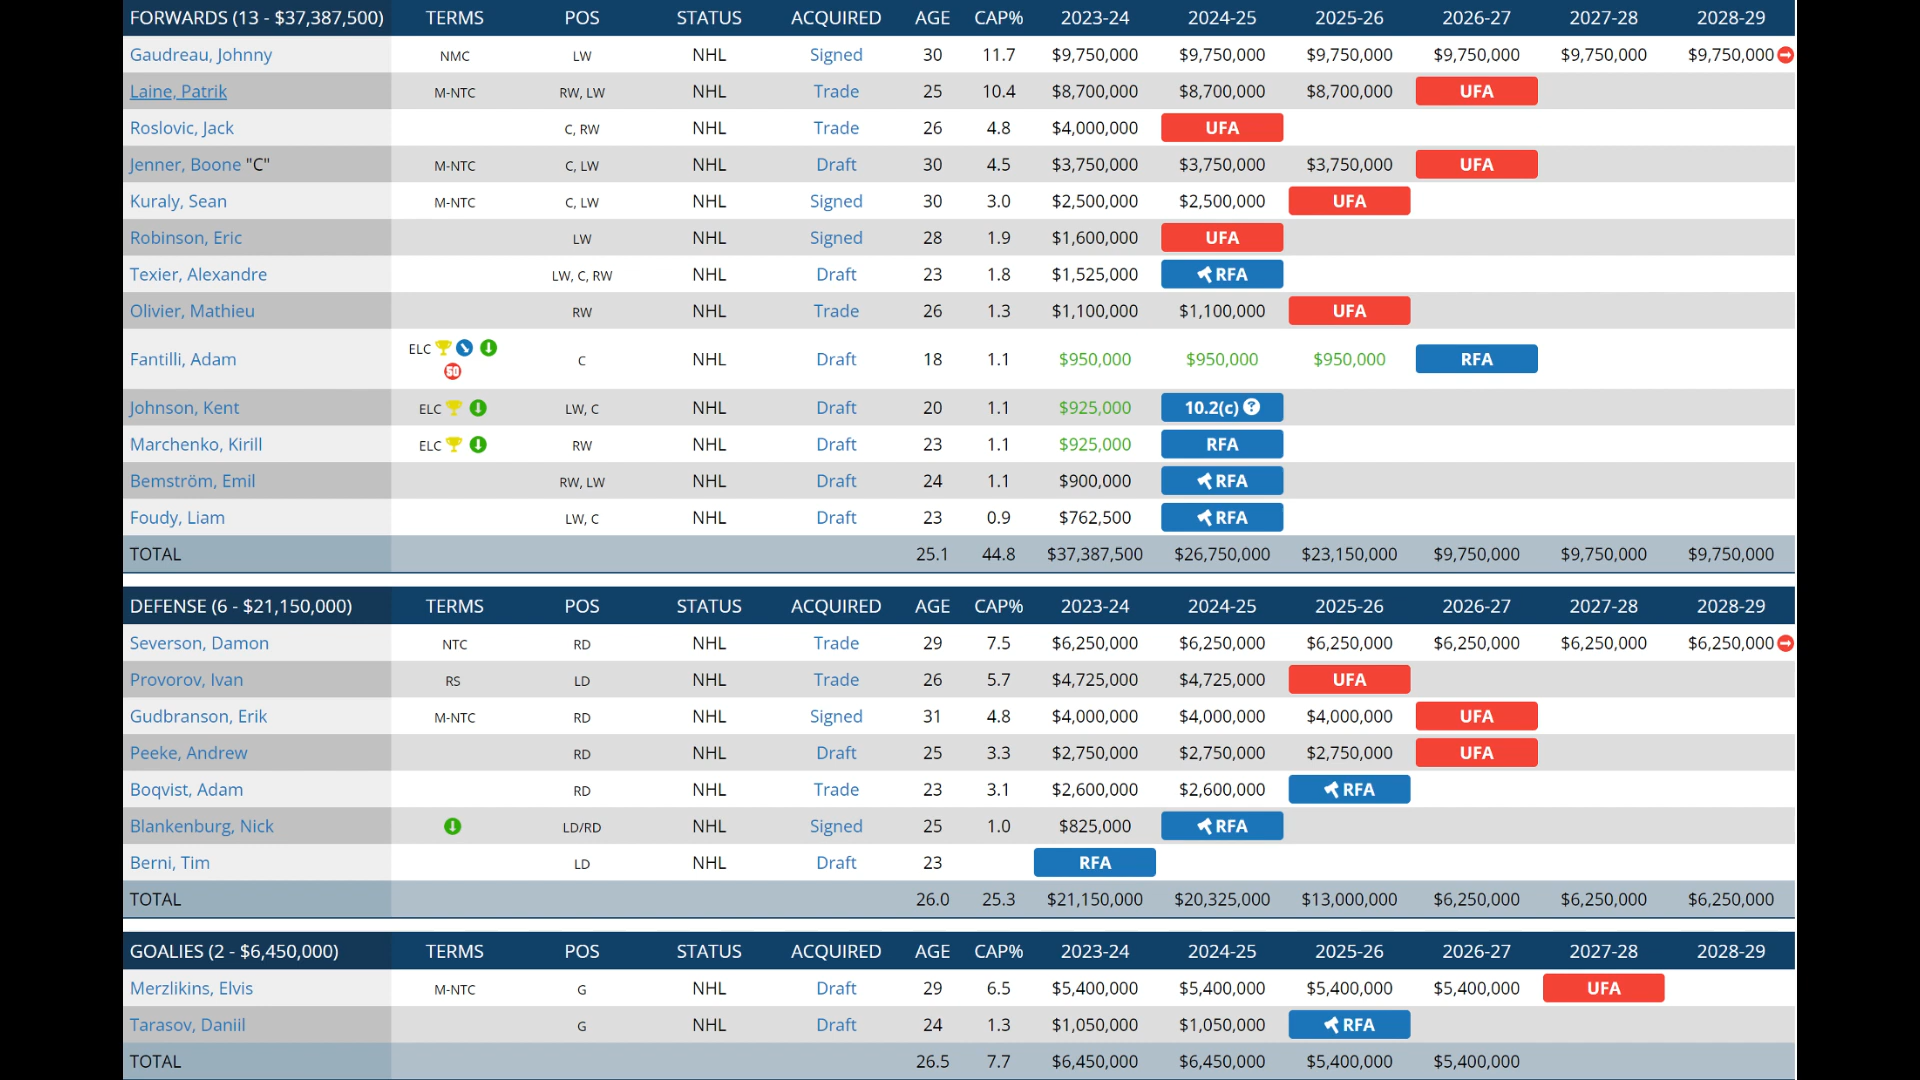 FORWARDS (13 - $37,387,500) TERMS POS STATUS ACQUIRED AGE CAP% 2023-24 2024-25 2025-26 2026-27 2027-28 2028-29
Gaudreau, Johnny NMC LW NHL Signed 30 11.7 $9,750,000 $9,750,000 $9,750,000 $9,750,000 $9,750,000 $9,750,000
Laine, Patrik M-NTC RW, LW NHL Trade 25 10.4 $8,700,000 $8,700,000 $8,700,000 UFA
Roslovic, Jack C, RW NHL Trade 26 4.8 $4,000,000 UFA
Jenner, Boone "C" M-NTC C, LW NHL Draft 30 4.5 $3,750,000 $3,750,000 $3,750,000 UFA
Kuraly, Sean M-NTC C, LW NHL Signed 30 3.0 $2,500,000 $2,500,000 UFA
Robinson, Eric LW NHL Signed 28 1.9 $1,600,000 UFA
Texier, Alexandre LW, C, RW NHL Draft 23 1.8 $1,525,000 RFA
Olivier, Mathieu RW NHL Trade 26 1.3 $1,100,000 $1,100,000 UFA
Fantilli, Adam ELC 50 C NHL Draft 18 1.1 $950,000 $950,000 $950,000 RFA
Johnson, Kent ELC LW, C NHL Draft 20 1.1 $925,000 10.2(c) ?
Marchenko, Kirill ELC RW NHL Draft 23 1.1 $925,000 RFA
Bemström, Emil RW, LW NHL Draft 24 1.1 $900,000 RFA
Foudy, Liam LW, C NHL Draft 23 0.9 $762,500 RFA
TOTAL 25.1 44.8 $37,387,500 $26,750,000 $23,150,000 $9,750,000 $9,750,000 $9,750,000
DEFENSE (6 - $21,150,000) TERMS POS STATUS ACQUIRED AGE CAP% 2023-24 2024-25 2025-26 2026-27 2027-28 2028-29
Severson, Damon NTC RD NHL Trade 29 7.5 $6,250,000 $6,250,000 $6,250,000 $6,250,000 $6,250,000 $6,250,000
Provorov, Ivan RS LD NHL Trade 26 5.7 $4,725,000 $4,725,000 UFA
Gudbranson, Erik M-NTC RD NHL Signed 31 4.8 $4,000,000 $4,000,000 $4,000,000 UFA
Peeke, Andrew RD NHL Draft 25 3.3 $2,750,000 $2,750,000 $2,750,000 UFA
Boqvist, Adam RD NHL Trade 23 3.1 $2,600,000 $2,600,000 RFA
Blankenburg, Nick LD/RD NHL Signed 25 1.0 $825,000 RFA
Berni, Tim LD NHL Draft 23 RFA
TOTAL 26.0 25.3 $21,150,000 $20,325,000 $13,000,000 $6,250,000 $6,250,000 $6,250,000
GOALIES (2 - $6,450,000) TERMS POS STATUS ACQUIRED AGE CAP% 2023-24 2024-25 2025-26 2026-27 2027-28 2028-29
Merzlikins, Elvis M-NTC G NHL Draft 29 6.5 $5,400,000 $5,400,000 $5,400,000 $5,400,000 UFA
Tarasov, Daniil G NHL Draft 24 1.3 $1,050,000 $1,050,000 RFA
TOTAL 26.5 7.7 $6,450,000 $6,450,000 $5,400,000 $5,400,000